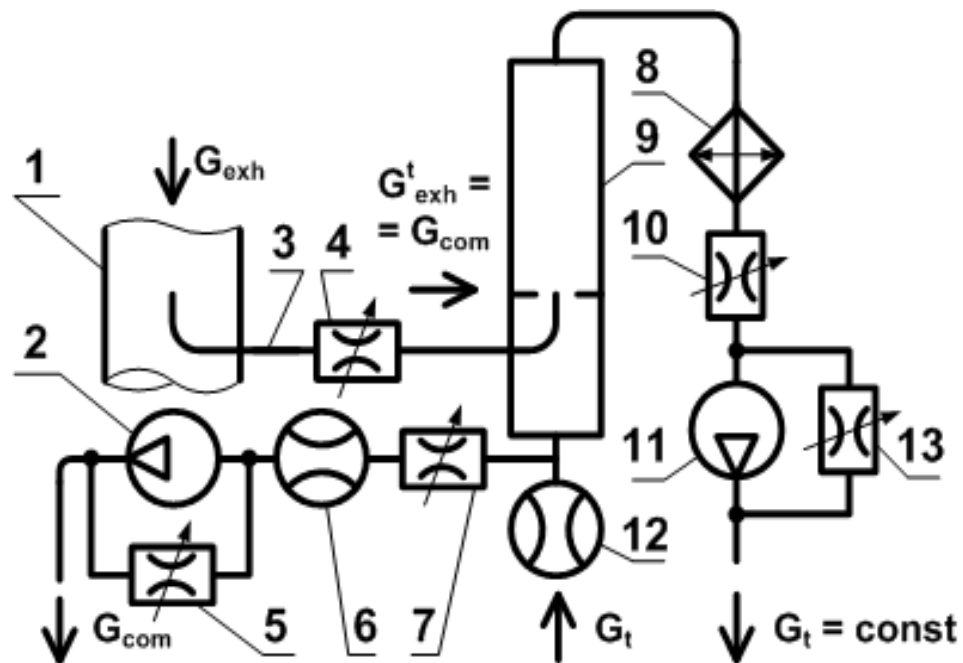 8
1
G_exh
9
G^t_exh =
= G_com
3
4
10
2
11
13
12
G_com
5
6
7
G_t
G_t = const